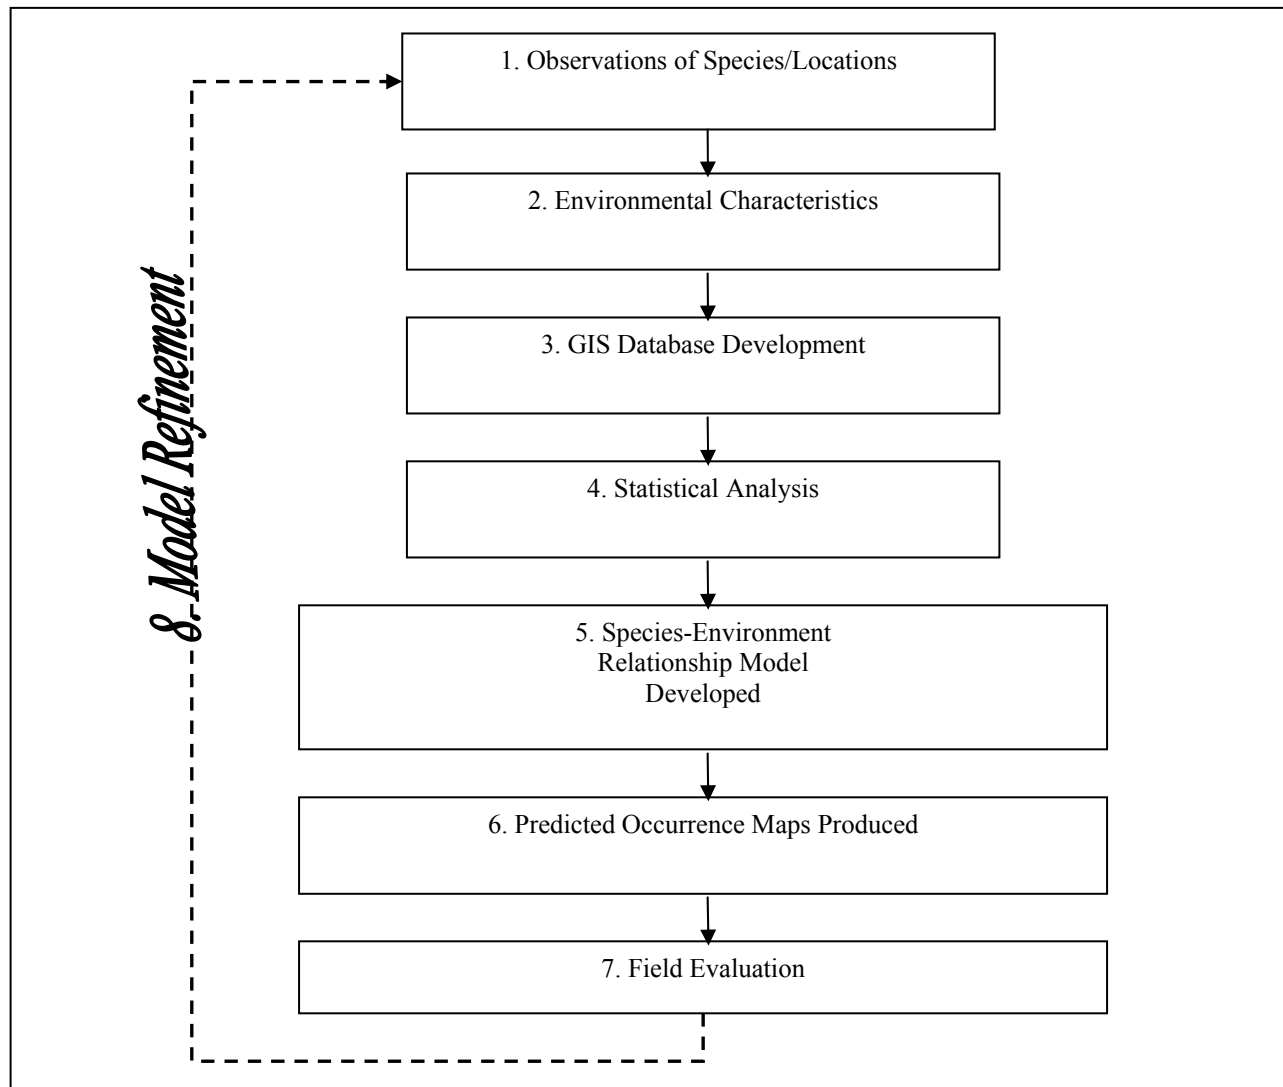 1. Observations of Species/Locations
2. Environmental Characteristics
3. GIS Database Development
4. Statistical Analysis
5. Species-Environment
Relationship Model
Developed
6. Predicted Occurrence Maps Produced
7. Field Evaluation
8. Model Refinement